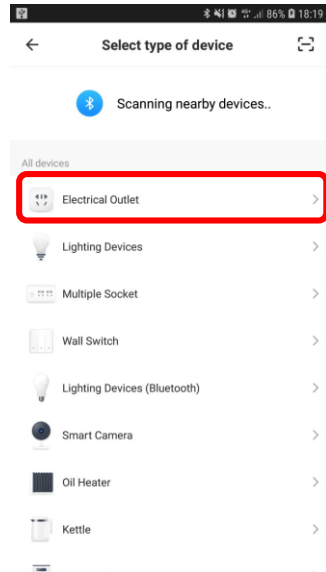 86% 18:19
Select type of device
Scanning nearby devices..
All devices
Electrical Outlet
Lighting Devices
Multiple Socket
Wall Switch
Lighting Devices (Bluetooth)
Smart Camera
Oil Heater
Kettle